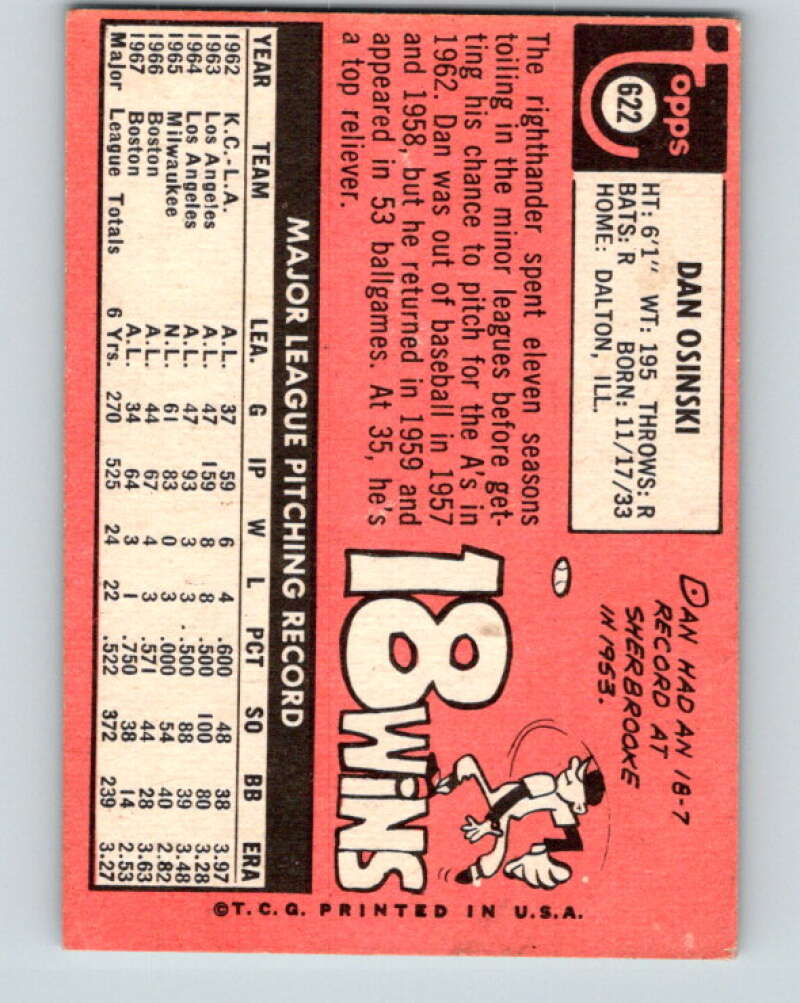 Topps
622
DAN OSINSKI
HT: 6'1" WT: 195 THROWS: R
BATS: R BORN: 11/17/33
HOME: DALTON, ILL.
The righthander spent eleven seasons
toiling in the minor leagues before get-
ting his chance to pitch for the A's in
1962. Dan was out of baseball in 1957
and 1958, but he returned in 1959 and
appeared in 53 ballgames. At 35, he's
a top reliever.
DAN HAD AN 18-7
RECORD AT
SHERBROOKE
IN 1953.
18 WINS
MAJOR LEAGUE PITCHING RECORD
YEAR TEAM LEA. G IP W L PCT SO BB ERA
1962 K.C.-L.A. A.L. 37 59 6 4 .600 48 38 3.97
1963 Los Angeles A.L. 47 159 8 8 .500 100 80 3.28
1964 Los Angeles A.L. 47 93 3 3 .500 88 39 3.48
1965 Milwaukee N.L. 61 83 0 3 .000 54 40 2.82
1966 Boston A.L. 44 67 4 3 .571 44 28 3.63
1967 Boston A.L. 34 64 3 1 .750 38 14 2.53
Major League Totals 6 Yrs. 270 525 24 22 .522 372 239 3.27
©T.C.G. PRINTED IN U.S.A.